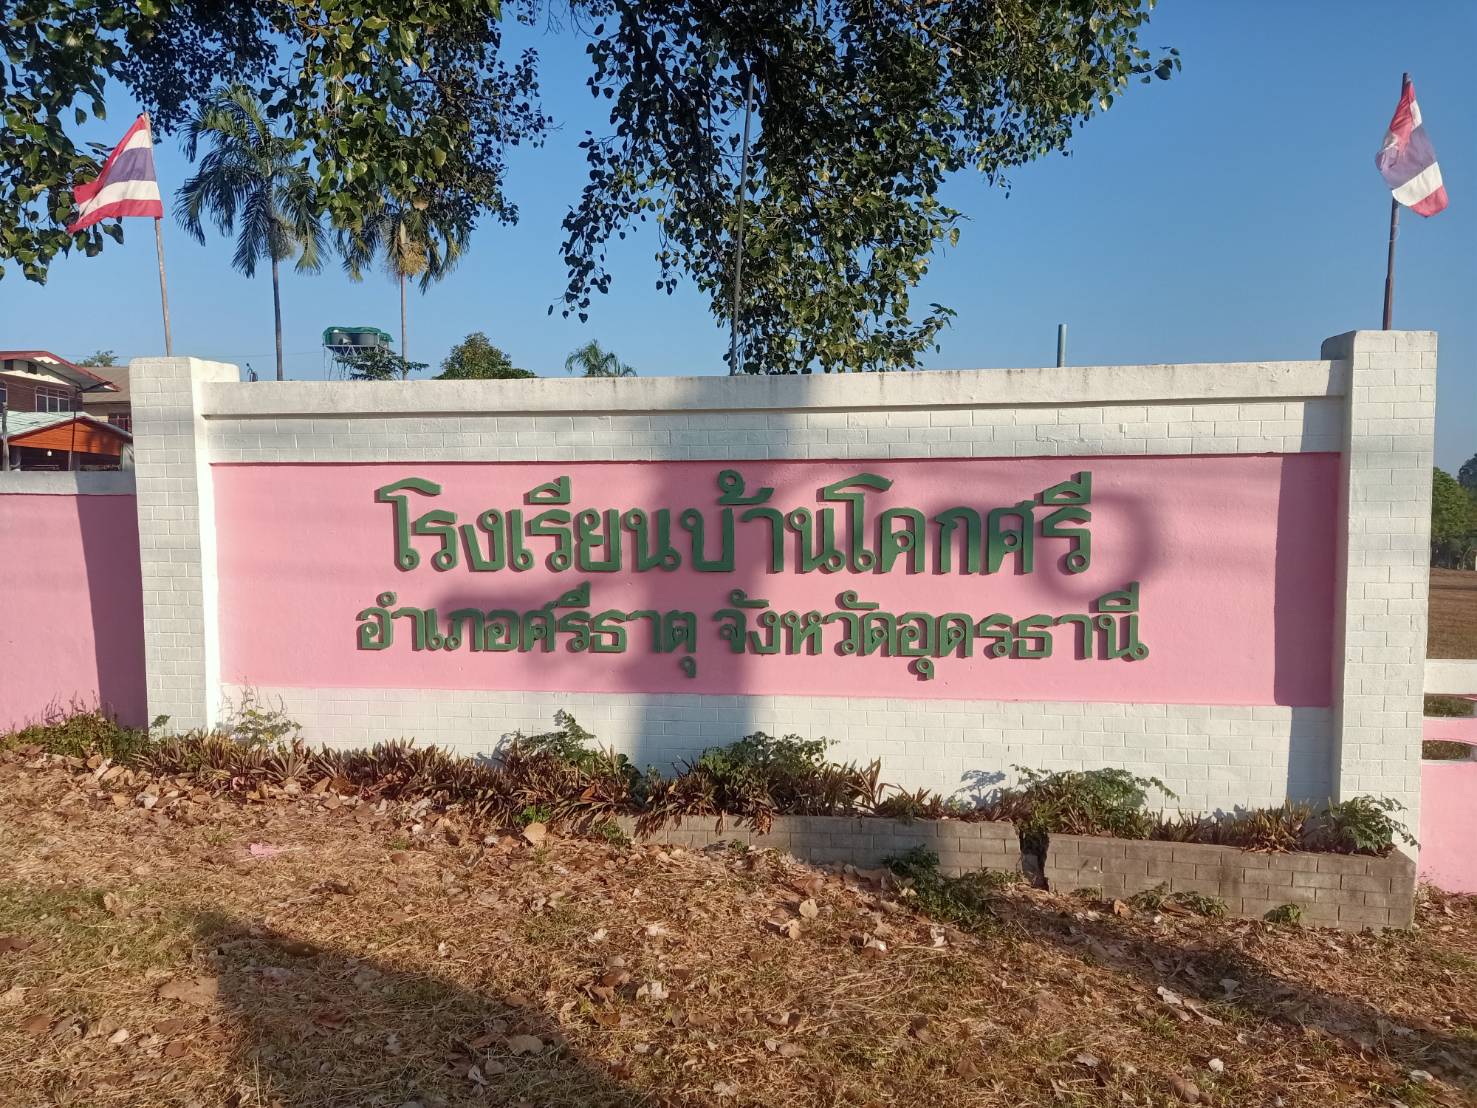 โรงเรียนบ้านโคกศรี
อำเภอศรีธาตุ จังหวัดอุดรธานี